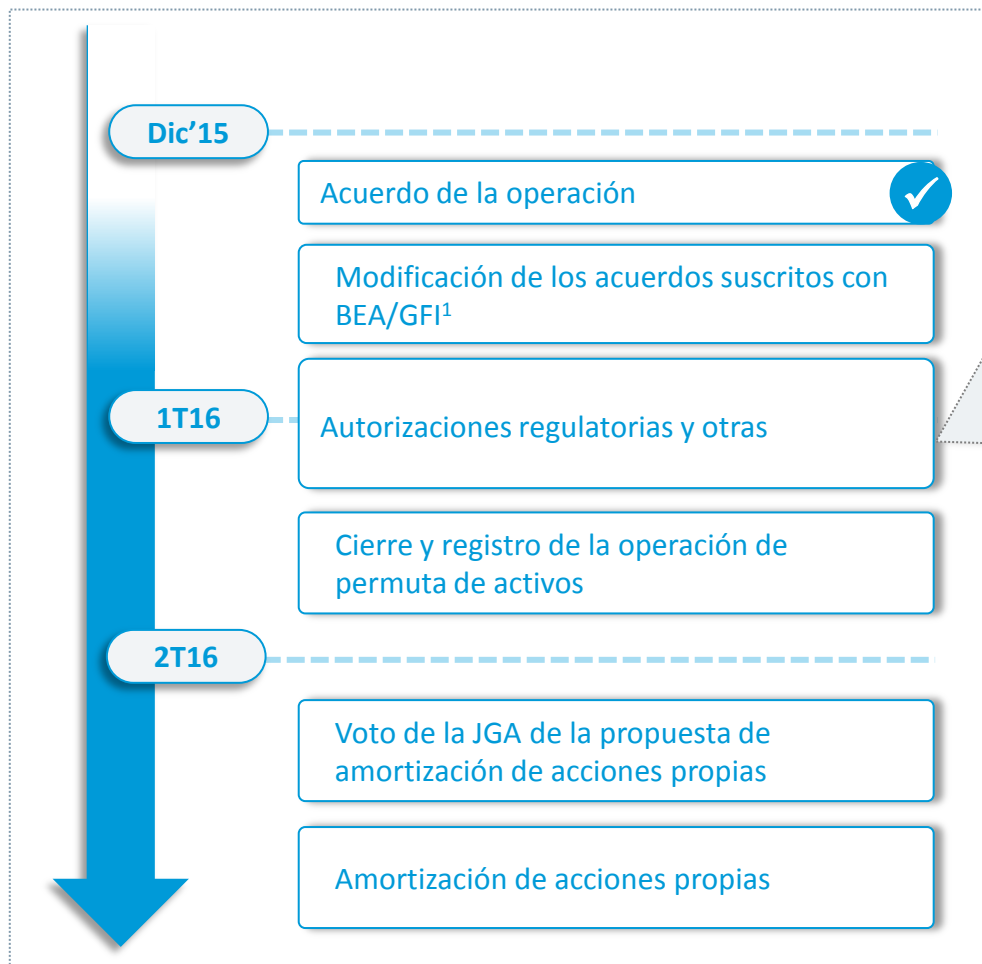 Dic’15
Acuerdo de la operación
Modificación de los acuerdos suscritos con
BEA/GFI¹
1T16
Autorizaciones regulatorias y otras
Cierre y registro de la operación de
permuta de activos
2T16
Voto de la JGA de la propuesta de
amortización de acciones propias
Amortización de acciones propias